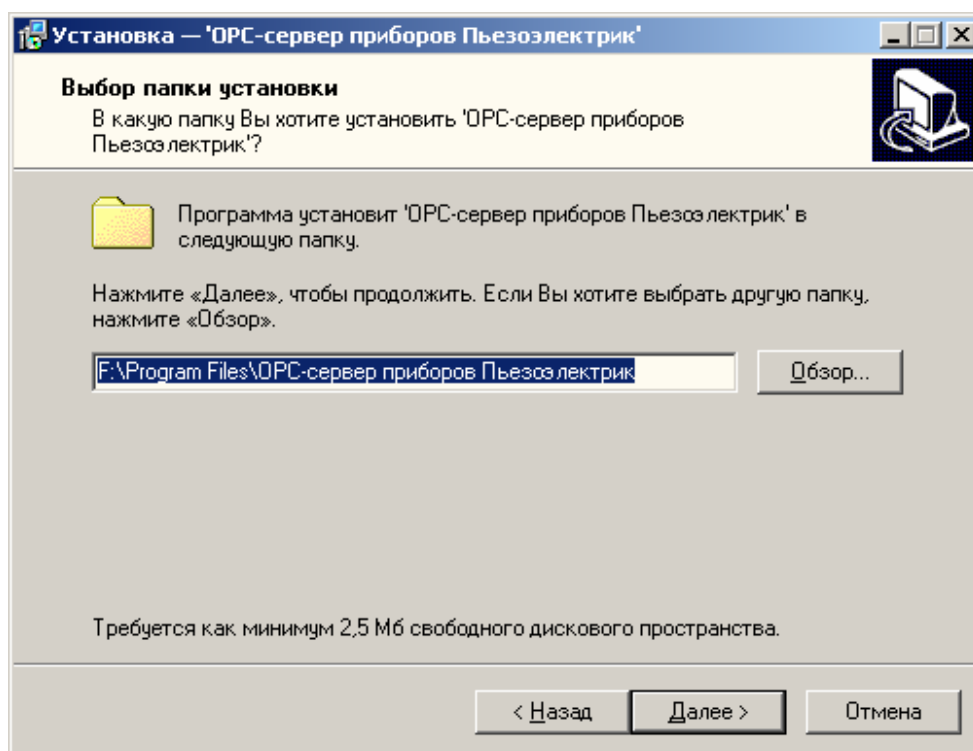 Установка — 'OPC-сервер приборов Пьезоэлектрик'
Выбор папки установки
В какую папку Вы хотите установить 'OPC-сервер приборов
Пьезоэлектрик'?
Программа установит 'OPC-сервер приборов Пьезоэлектрик' в
следующую папку.
Нажмите «Далее», чтобы продолжить. Если Вы хотите выбрать другую папку,
нажмите «Обзор».
F:\Program Files\OPC-сервер приборов Пьезоэлектрик
Обзор...
Требуется как минимум 2,5 Мб свободного дискового пространства.
< Назад
Далее >
Отмена